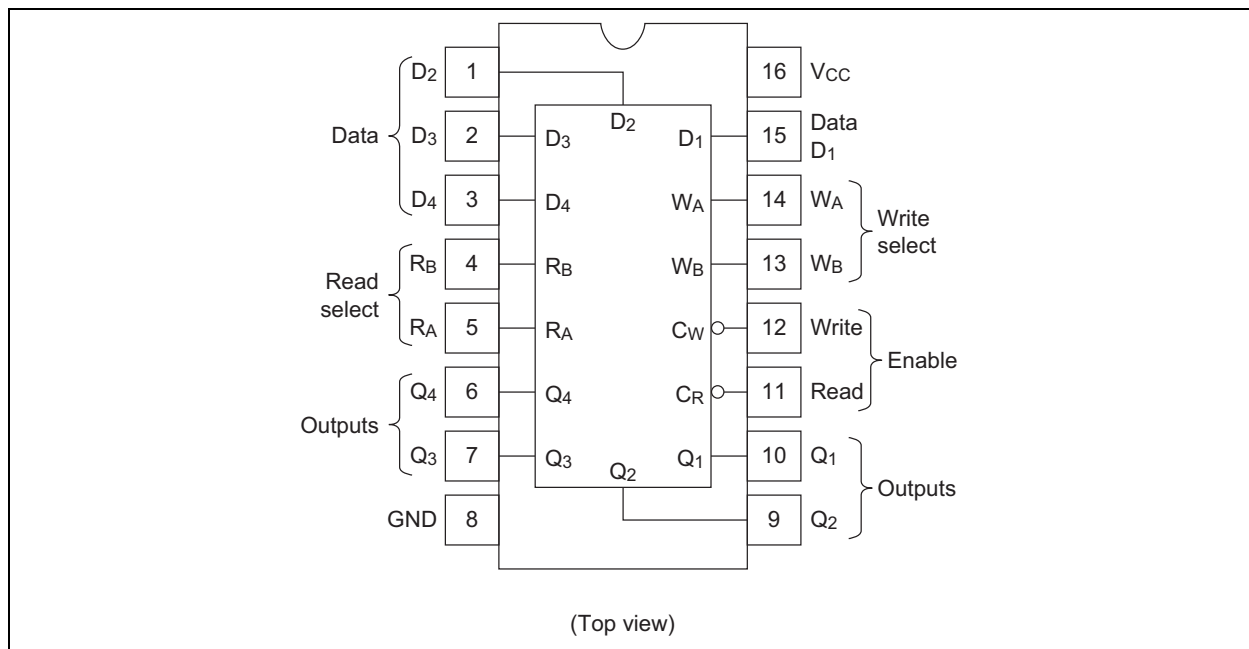 D2 1 16 VCC
D2
Data D3 2 D3 D1 15 Data
D1
D4 3 D4 WA 14 WA
Write
select
RB 4 RB WB 13 WB
Read
select
RA 5 RA CW 12 Write
Enable
Q4 6 Q4 CR 11 Read
Outputs
Q3 7 Q3 Q1 10 Q1
Q2
Outputs
GND 8 9 Q2
(Top view)